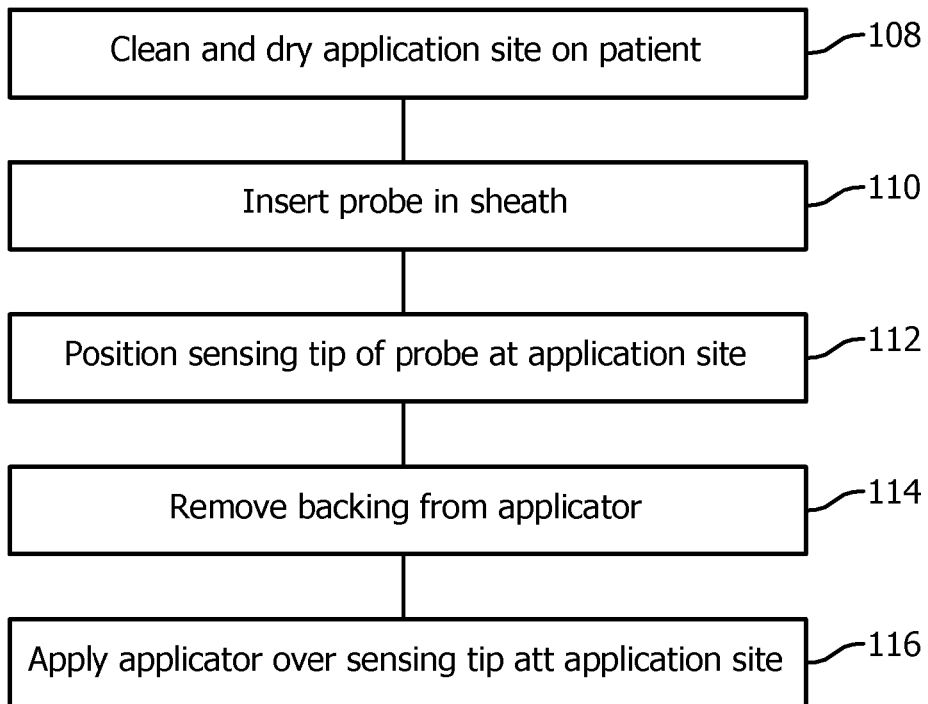 Clean and dry application site on patient
108
Insert probe in sheath
110
Position sensing tip of probe at application site
112
Remove backing from applicator
114
Apply applicator over sensing tip att application site
116